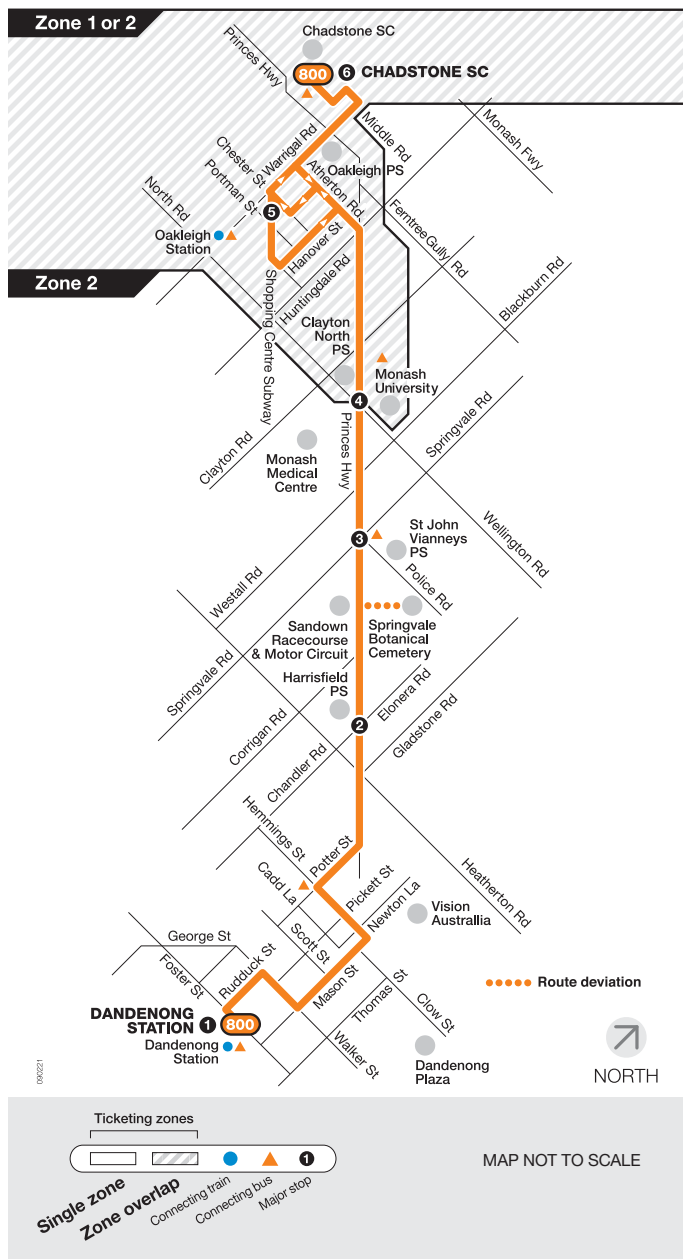 Zone 1 or 2
Chadstone SC
Princes Hwy
800
6
CHADSTONE SC
Middle Rd
Monash Fwy
Warrigal Rd
Chester St
Portman St
Oakleigh PS
Atherton Rd
North Rd
5
Oakleigh
Station
Hanover St
Huntingdale Rd
FerntreeGully Rd
Blackburn Rd
Zone 2
Shopping Centre Subway
Clayton
North
PS
Monash
University
4
Springvale Rd
Clayton Rd
Monash
Medical
Centre
Princes Hwy
Wellington Rd
3
St John
Vianneys
PS
Police Rd
Westall Rd
Sandown
Racecourse
& Motor Circuit
Springvale
Botanical
Cemetery
Springvale Rd
Harrisfield
PS
Elonera Rd
Gladstone Rd
Corrigan Rd
2
Chandler Rd
Hemmings St
Potter St
Heatherton Rd
Cadd La
Pickett St
Newton La
Vision
Australlia
George St
Scott St
Foster St
Rudduck St
Mason St
Thomas St
Clow St
Route deviation
DANDENONG
STATION
1
800
Dandenong
Station
Walker St
Dandenong
Plaza
NORTH
090221
Ticketing zones
Single zone
Zone overlap
Connecting train
Connecting bus
1
Major stop
MAP NOT TO SCALE